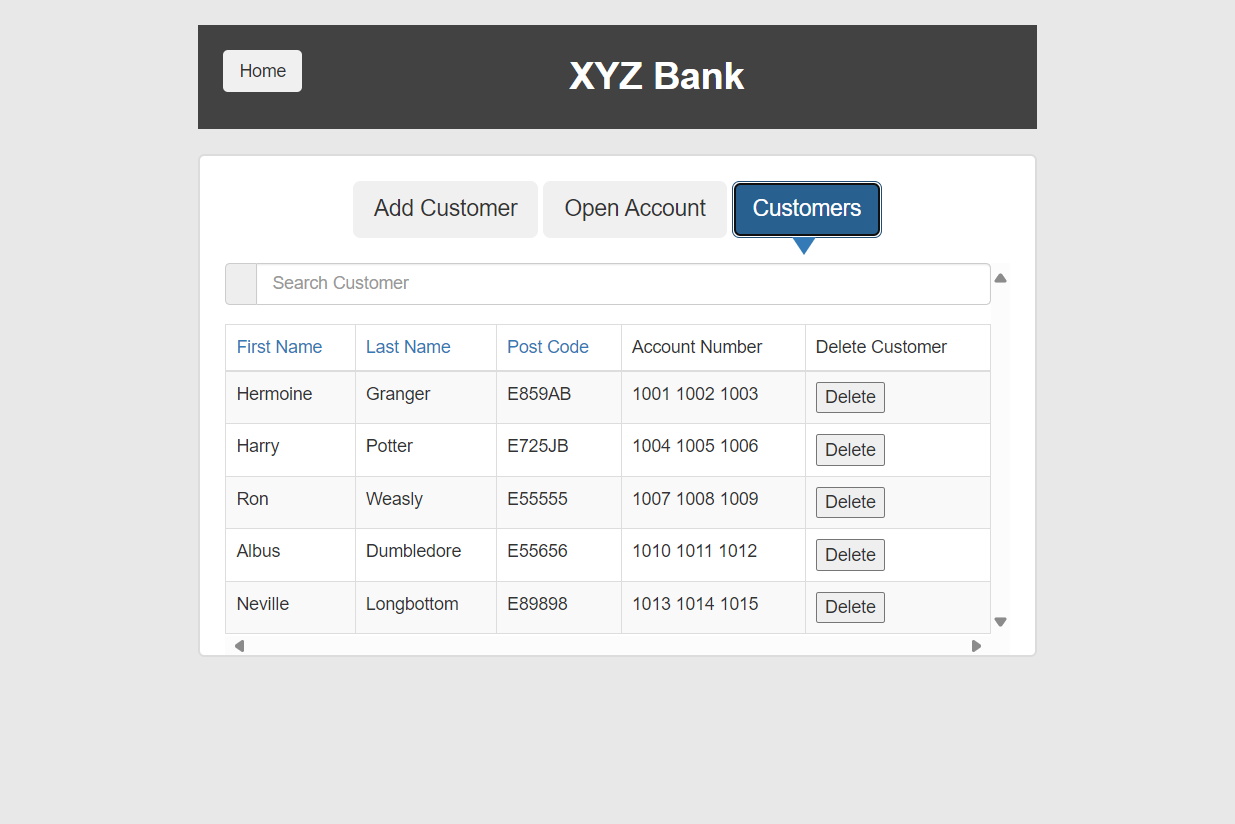 Home
XYZ Bank
Add Customer Open Account Customers
Search Customer
First Name Last Name Post Code Account Number Delete Customer
Hermoine Granger E859AB 1001 1002 1003 Delete
Harry Potter E725JB 1004 1005 1006 Delete
Ron Weasly E55555 1007 1008 1009 Delete
Albus Dumbledore E55656 1010 1011 1012 Delete
Neville Longbottom E89898 1013 1014 1015 Delete